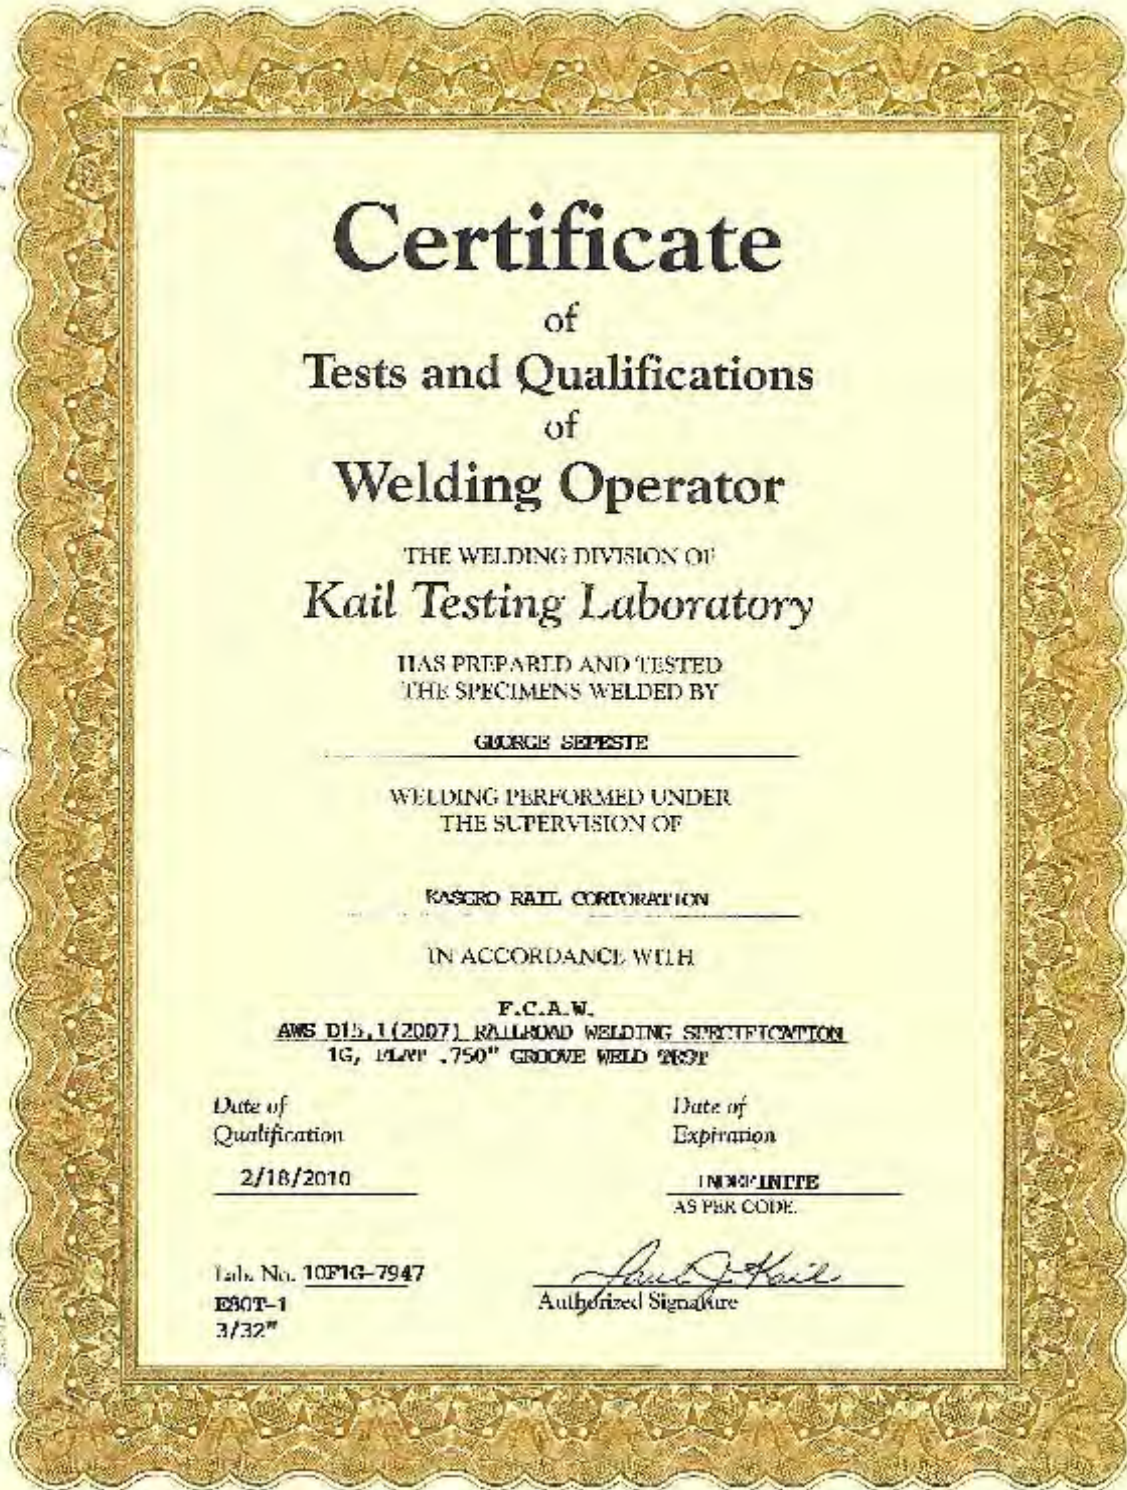 Certificate
of
Tests and Qualifications
of
Welding Operator
THE WELDING DIVISION OF
Kail Testing Laboratory
HAS PREPARED AND TESTED
THE SPECIMENS WELDED BY
GEORGE SEPESTE
WELDING PERFORMED UNDER
THE SUPERVISION OF
KASGRO RAIL CORPORATION
IN ACCORDANCE WITH
F.C.A.W.
AWS D15.1(2007) RAILROAD WELDING SPECIFICATION
1G, FLAT .750" GROOVE WELD TEST
Date of Date of
Qualification Expiration
2/18/2010 INDEFINITE
AS PER CODE.
Lab. No. 10F1G-7947 Paul J. Kail
E80T-1 Authorized Signature
3/32"